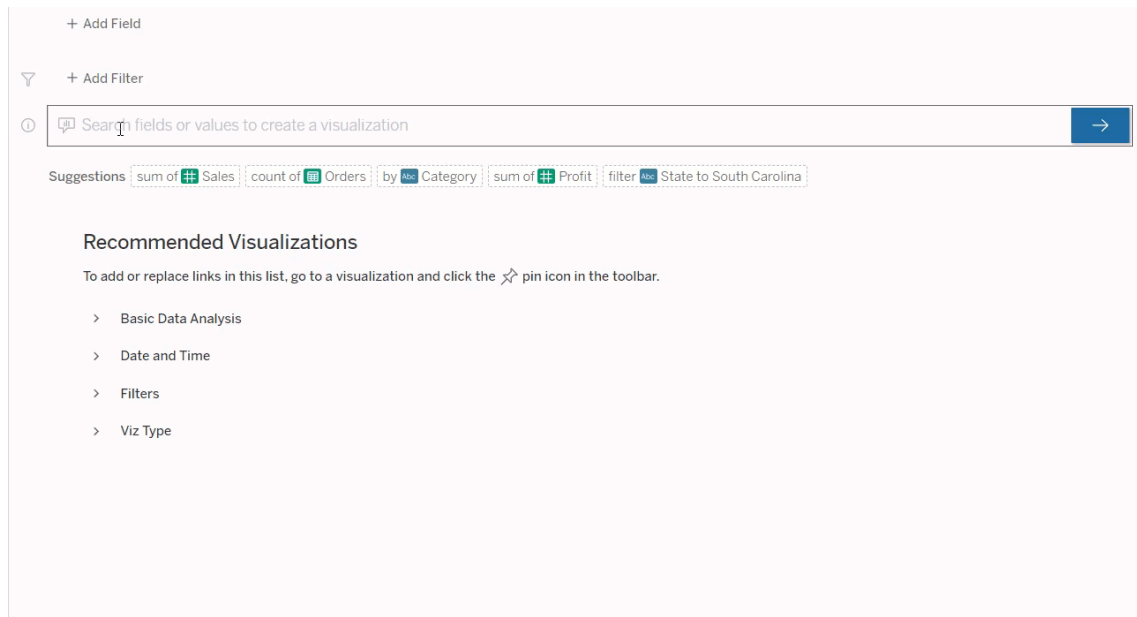 + Add Field
+ Add Filter
Search fields or values to create a visualization
Suggestions sum of # Sales count of Orders by Abc Category sum of # Profit filter Abc State to South Carolina
Recommended Visualizations
To add or replace links in this list, go to a visualization and click the pin icon in the toolbar.
Basic Data Analysis
Date and Time
Filters
Viz Type